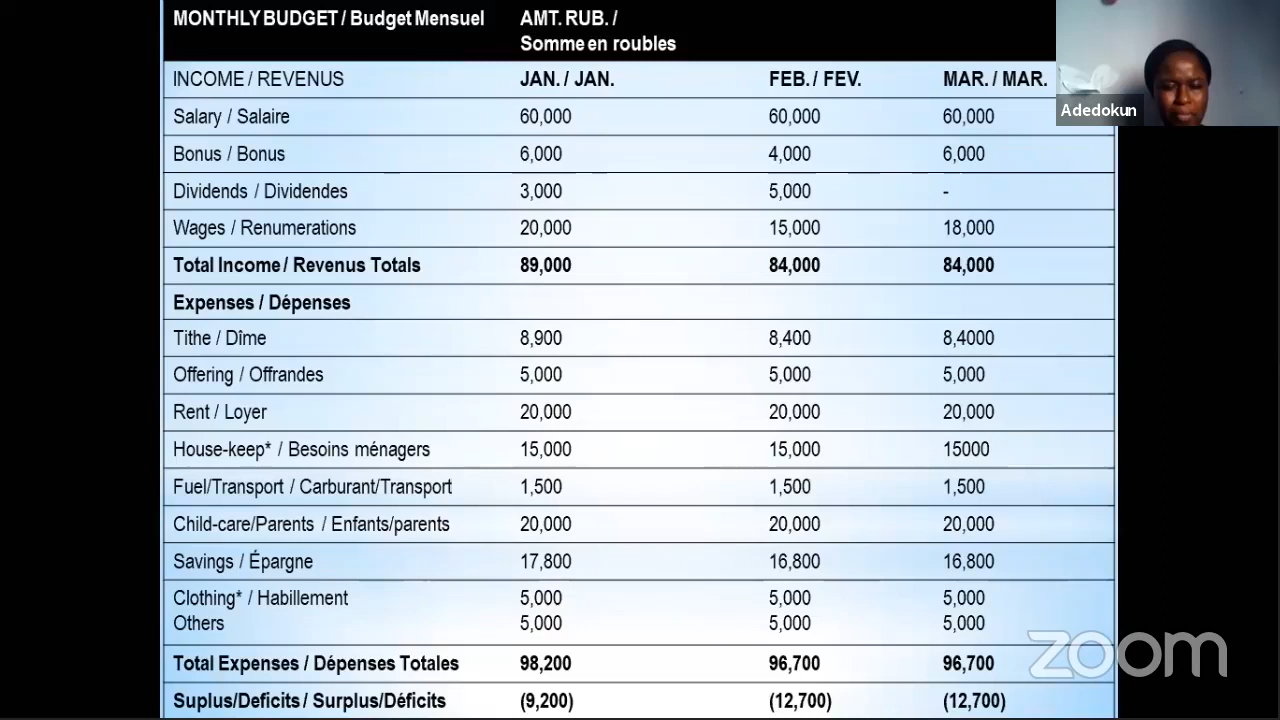 MONTHLY BUDGET / Budget Mensuel AMT. RUB. /
Somme en roubles
INCOME / REVENUS JAN. / JAN. FEB. / FEV. MAR. / MAR.
Adedokun
Salary / Salaire 60,000 60,000 60,000
Bonus / Bonus 6,000 4,000 6,000
Dividends / Dividendes 3,000 5,000 -
Wages / Renumerations 20,000 15,000 18,000
Total Income / Revenus Totals 89,000 84,000 84,000
Expenses / Dépenses
Tithe / Dîme 8,900 8,400 8,4000
Offering / Offrandes 5,000 5,000 5,000
Rent / Loyer 20,000 20,000 20,000
House-keep* / Besoins ménagers 15,000 15,000 15000
Fuel/Transport / Carburant/Transport 1,500 1,500 1,500
Child-care/Parents / Enfants/parents 20,000 20,000 20,000
Savings / Épargne 17,800 16,800 16,800
Clothing* / Habillement 5,000 5,000 5,000
Others 5,000 5,000 5,000
zoom
Total Expenses / Dépenses Totales 98,200 96,700 96,700
Suplus/Deficits / Surplus/Déficits (9,200) (12,700) (12,700)